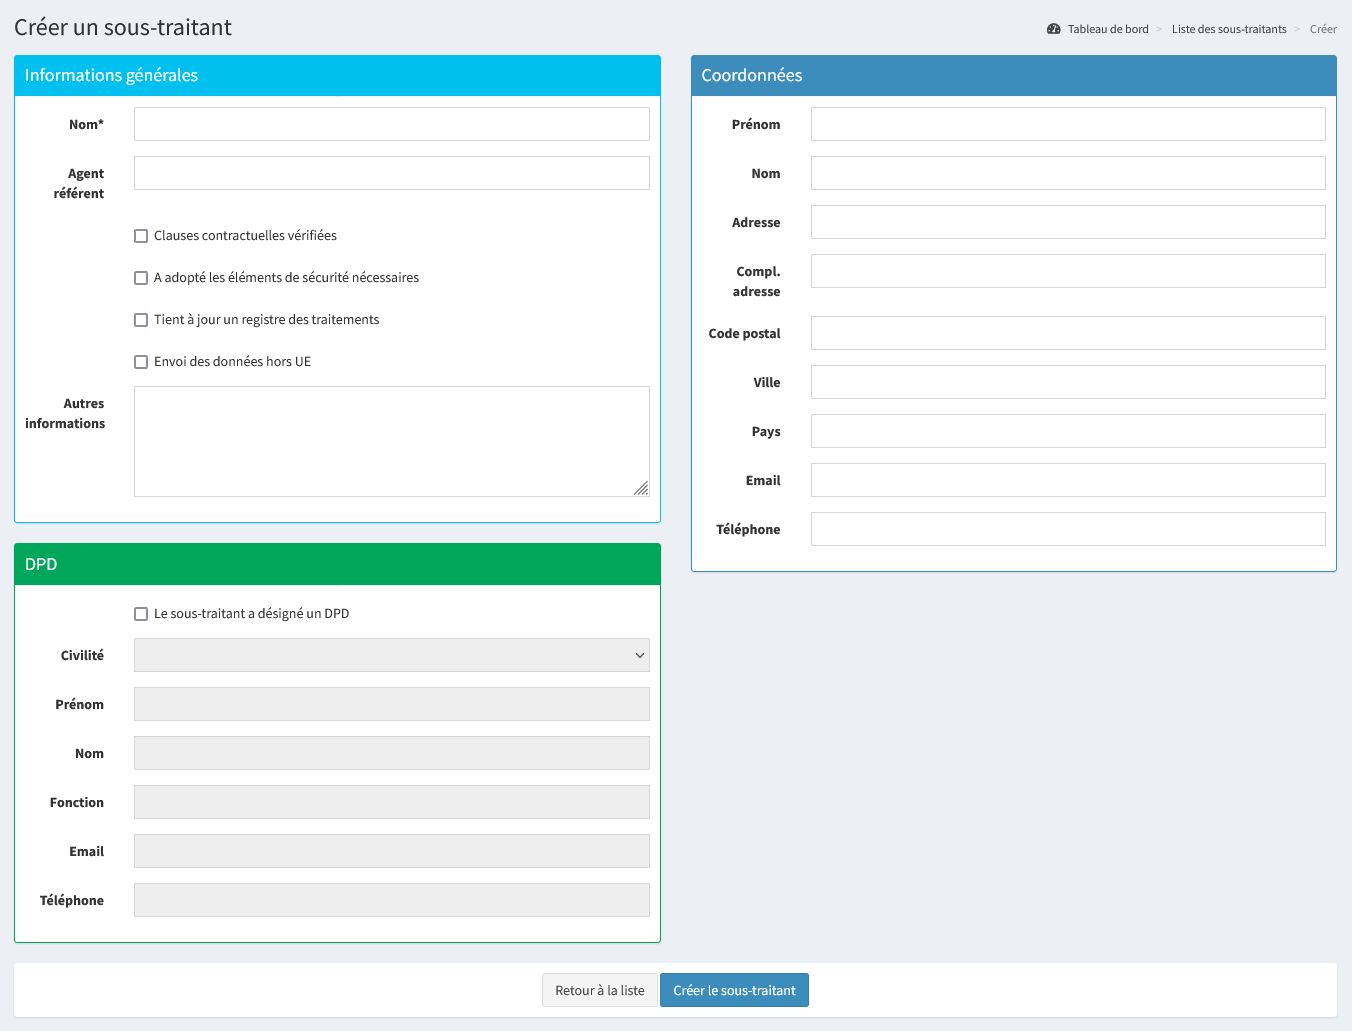 Créer un sous-traitant
Tableau de bord > Liste des sous-traitants > Créer
Informations générales
Nom*
Agent
référent
Clauses contractuelles vérifiées
A adopté les éléments de sécurité nécessaires
Tient à jour un registre des traitements
Envoi des données hors UE
Autres
informations
DPD
Le sous-traitant a désigné un DPD
Civilité
Prénom
Nom
Fonction
Email
Téléphone
Coordonnées
Prénom
Nom
Adresse
Compl.
adresse
Code postal
Ville
Pays
Email
Téléphone
Retour à la liste
Créer le sous-traitant